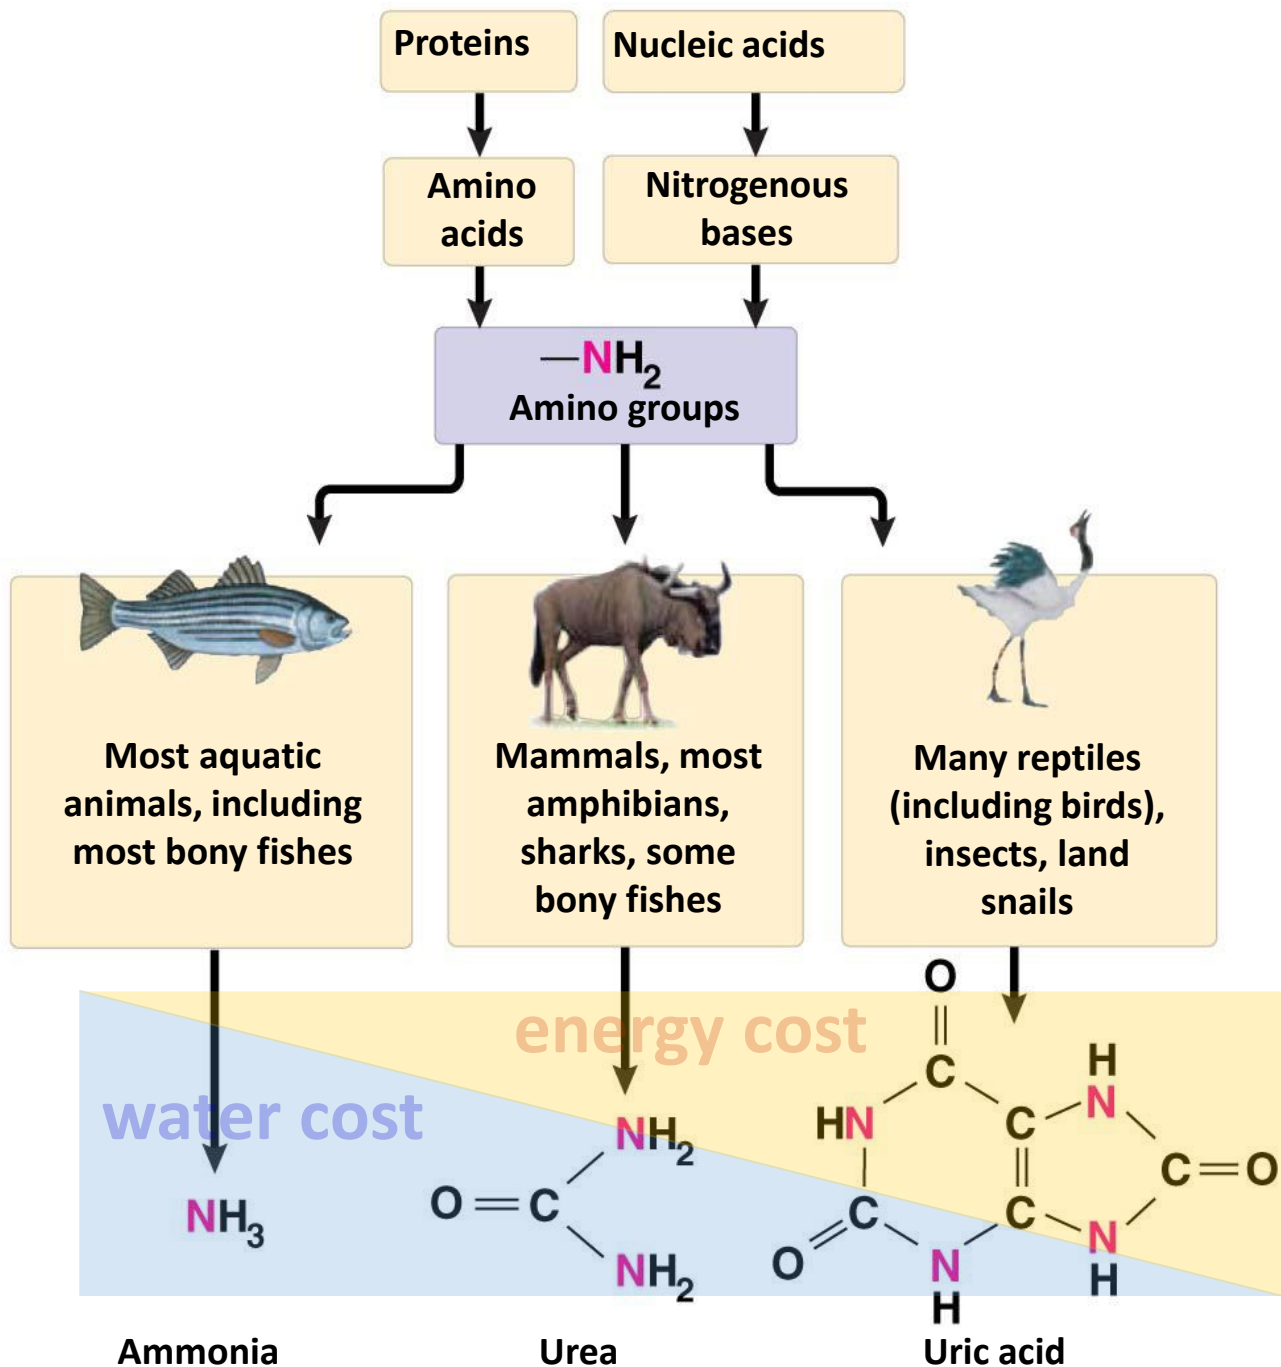 Proteins
Nucleic acids
Amino
acids
Nitrogenous
bases
—NH₂
Amino groups
Most aquatic
animals, including
most bony fishes
Mammals, most
amphibians,
sharks, some
bony fishes
Many reptiles
(including birds),
insects, land
snails
energy cost
water cost
NH₃
NH₂
O=C
NH₂
O
C
HN
C
H
N
C=O
C
O
C
N
H
N
H
Ammonia
Urea
Uric acid